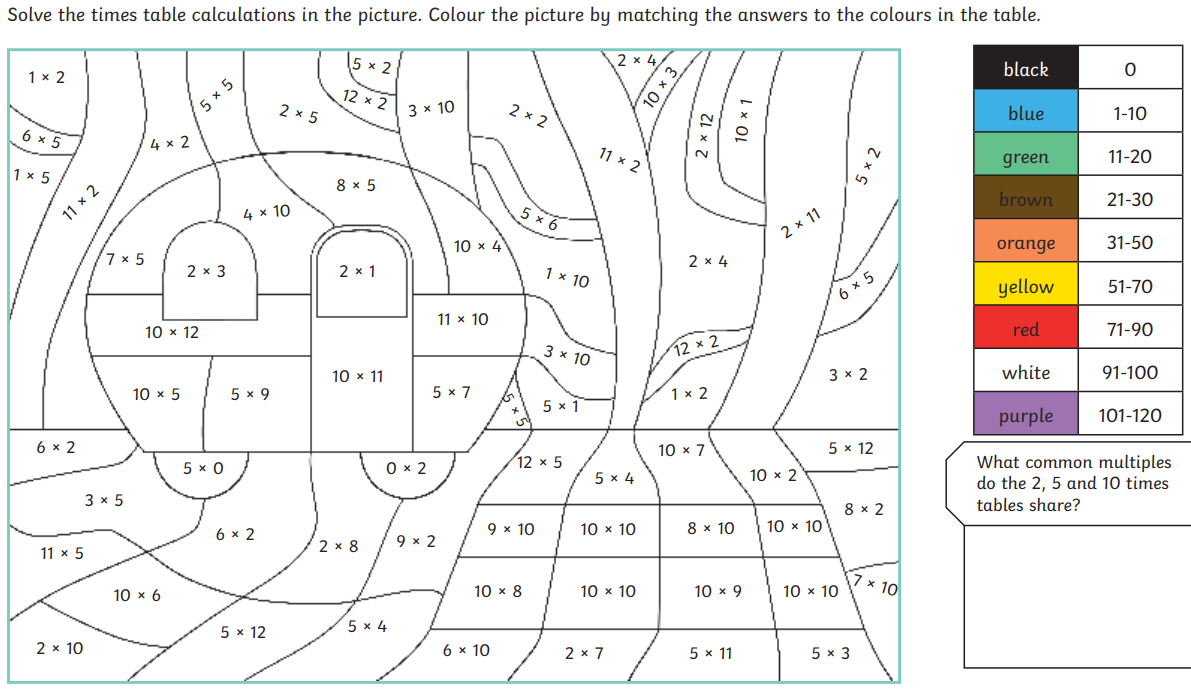 Solve the times table calculations in the picture. Colour the picture by matching the answers to the colours in the table.
1 × 2
5 × 5
2 × 5
5 × 2
12 × 2
3 × 10
2 × 2
2 × 4
10 × 3
2 × 12
10 × 1
6 × 5
4 × 2
11 × 2
5 × 2
1 × 5
11 × 2
8 × 5
4 × 10
5 × 6
2 × 11
7 × 5
2 × 3
2 × 1
10 × 4
1 × 10
2 × 4
6 × 5
10 × 12
11 × 10
3 × 10
12 × 2
10 × 5
5 × 9
10 × 11
5 × 7
5 × 5
5 × 1
1 × 2
3 × 2
6 × 2
5 × 0
0 × 2
12 × 5
5 × 4
10 × 7
10 × 2
5 × 12
3 × 5
6 × 2
2 × 8
9 × 2
9 × 10
10 × 10
8 × 10
10 × 10
8 × 2
11 × 5
10 × 6
10 × 8
10 × 10
10 × 9
10 × 10
7 × 10
2 × 10
5 × 12
5 × 4
6 × 10
2 × 7
5 × 11
5 × 3
black 0
blue 1-10
green 11-20
brown 21-30
orange 31-50
yellow 51-70
red 71-90
white 91-100
purple 101-120
What common multiples
do the 2, 5 and 10 times
tables share?